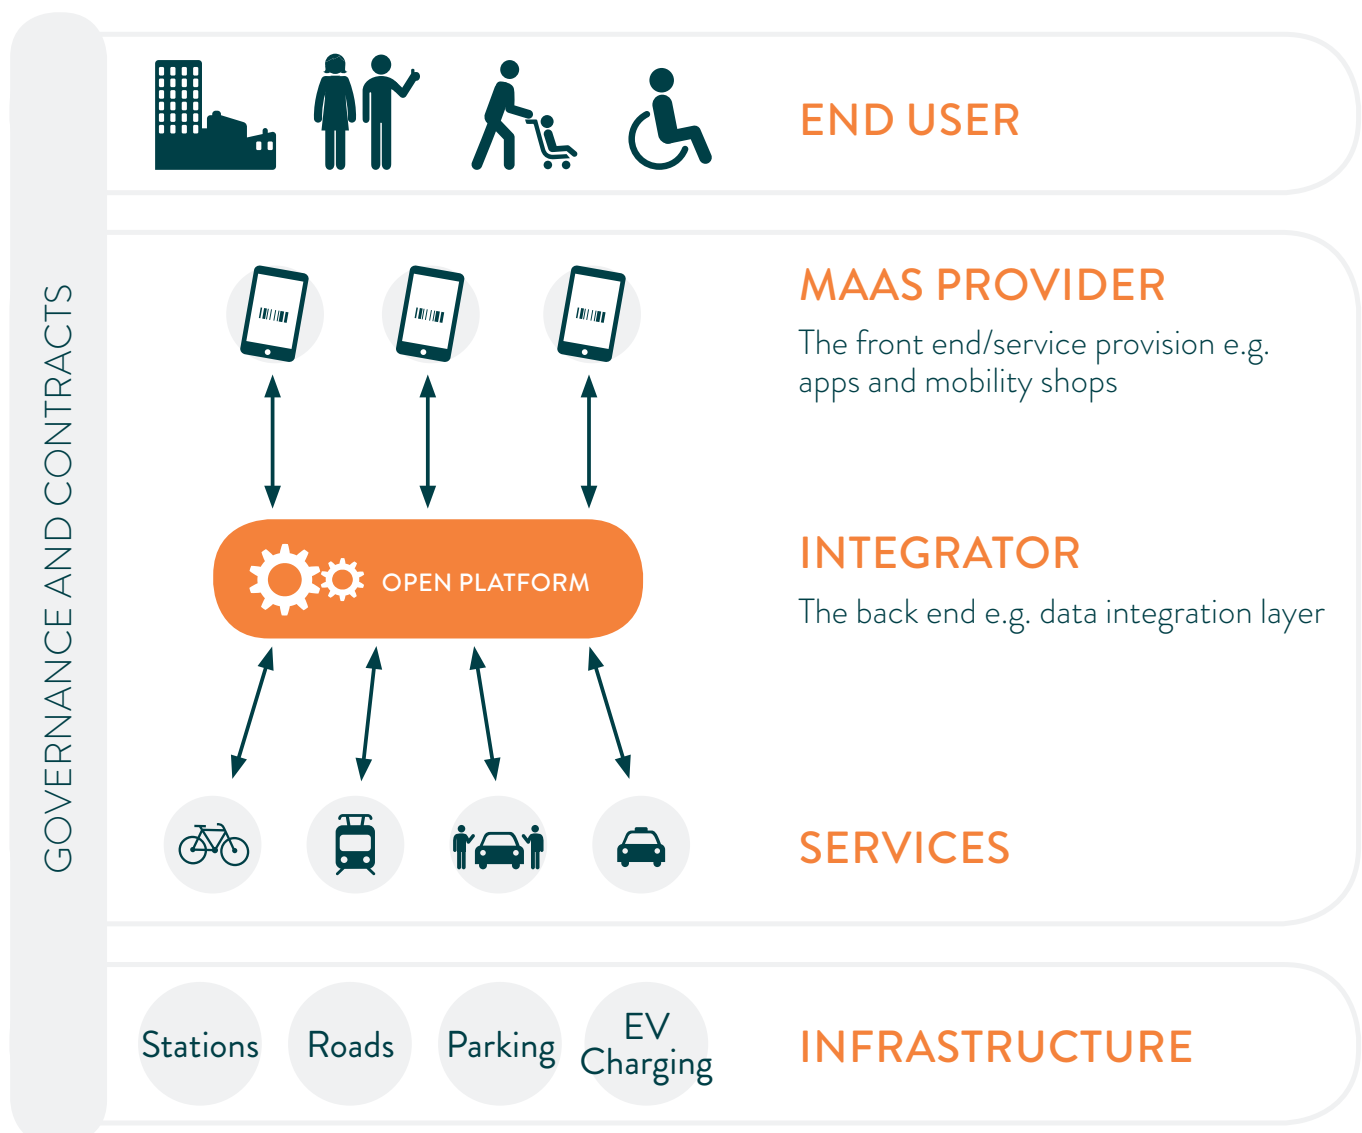 GOVERNANCE AND CONTRACTS
END USER
MAAS PROVIDER
The front end/service provision e.g.
apps and mobility shops
OPEN PLATFORM
INTEGRATOR
The back end e.g. data integration layer
SERVICES
Stations
Roads
Parking
EV
Charging
INFRASTRUCTURE